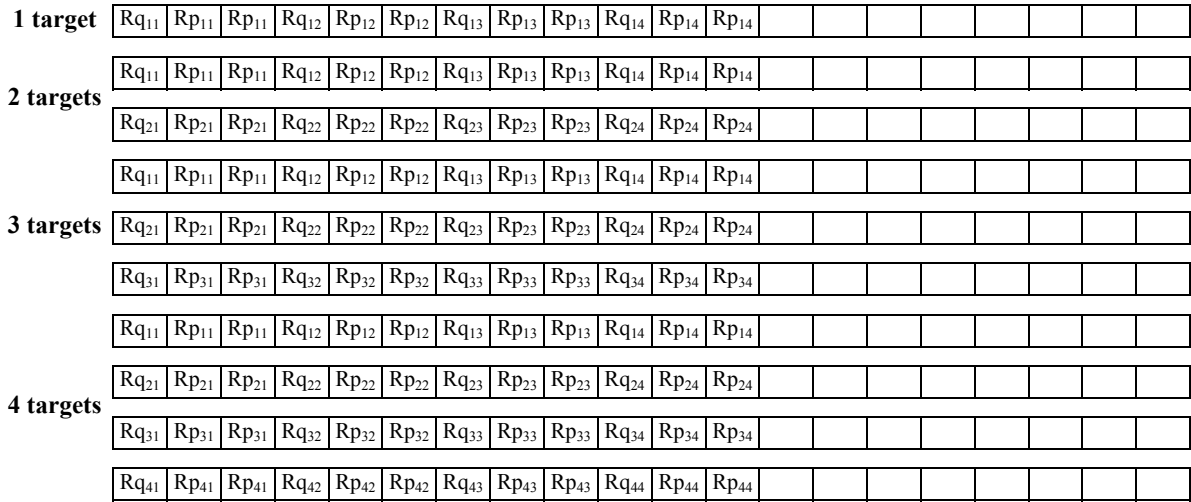 1 target Rq₁₁ Rp₁₁ Rp₁₁ Rq₁₂ Rp₁₂ Rp₁₂ Rq₁₃ Rp₁₃ Rp₁₃ Rq₁₄ Rp₁₄ Rp₁₄
Rq₁₁ Rp₁₁ Rp₁₁ Rq₁₂ Rp₁₂ Rp₁₂ Rq₁₃ Rp₁₃ Rp₁₃ Rq₁₄ Rp₁₄ Rp₁₄
2 targets
Rq₂₁ Rp₂₁ Rp₂₁ Rq₂₂ Rp₂₂ Rp₂₂ Rq₂₃ Rp₂₃ Rp₂₃ Rq₂₄ Rp₂₄ Rp₂₄
Rq₁₁ Rp₁₁ Rp₁₁ Rq₁₂ Rp₁₂ Rp₁₂ Rq₁₃ Rp₁₃ Rp₁₃ Rq₁₄ Rp₁₄ Rp₁₄
3 targets Rq₂₁ Rp₂₁ Rp₂₁ Rq₂₂ Rp₂₂ Rp₂₂ Rq₂₃ Rp₂₃ Rp₂₃ Rq₂₄ Rp₂₄ Rp₂₄
Rq₃₁ Rp₃₁ Rp₃₁ Rq₃₂ Rp₃₂ Rp₃₂ Rq₃₃ Rp₃₃ Rp₃₃ Rq₃₄ Rp₃₄ Rp₃₄
Rq₁₁ Rp₁₁ Rp₁₁ Rq₁₂ Rp₁₂ Rp₁₂ Rq₁₃ Rp₁₃ Rp₁₃ Rq₁₄ Rp₁₄ Rp₁₄
Rq₂₁ Rp₂₁ Rp₂₁ Rq₂₂ Rp₂₂ Rp₂₂ Rq₂₃ Rp₂₃ Rp₂₃ Rq₂₄ Rp₂₄ Rp₂₄
4 targets
Rq₃₁ Rp₃₁ Rp₃₁ Rq₃₂ Rp₃₂ Rp₃₂ Rq₃₃ Rp₃₃ Rp₃₃ Rq₃₄ Rp₃₄ Rp₃₄
Rq₄₁ Rp₄₁ Rp₄₁ Rq₄₂ Rp₄₂ Rp₄₂ Rq₄₃ Rp₄₃ Rp₄₃ Rq₄₄ Rp₄₄ Rp₄₄